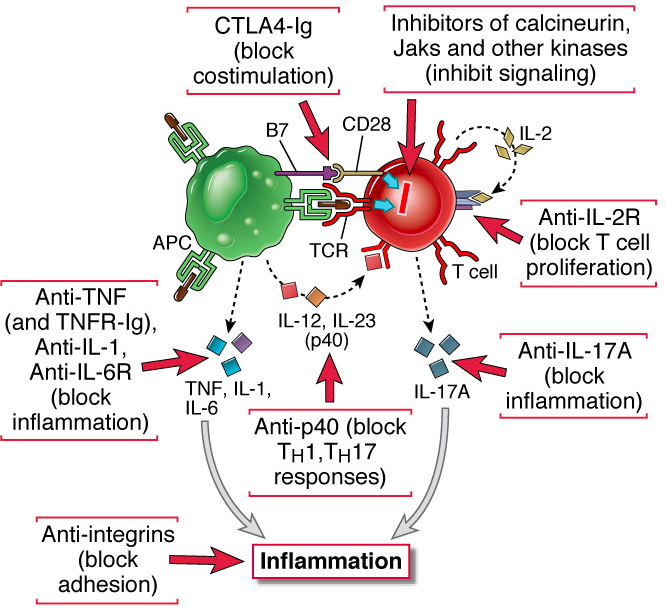 CTLA4-Ig
(block
costimulation)
Inhibitors of calcineurin,
Jaks and other kinases
(inhibit signaling)
B7
CD28
IL-2
APC
TCR
T cell
Anti-IL-2R
(block T cell
proliferation)
Anti-TNF
(and TNFR-Ig),
Anti-IL-1,
Anti-IL-6R
(block
inflammation)
IL-12, IL-23
(p40)
TNF, IL-1,
IL-6
IL-17A
Anti-IL-17A
(block
inflammation)
Anti-p40 (block
TH1,TH17
responses)
Anti-integrins
(block
adhesion)
Inflammation